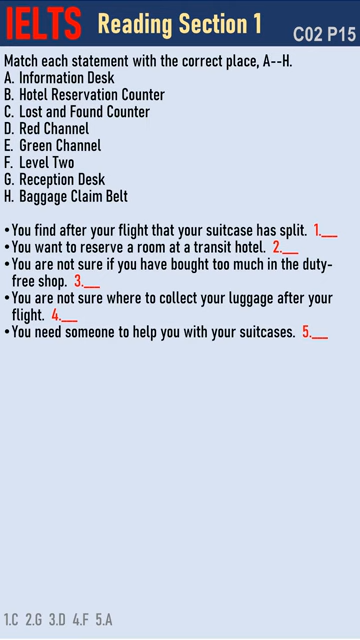 IELTS Reading Section 1 C02 P15
Match each statement with the correct place, A--H.
A. Information Desk
B. Hotel Reservation Counter
C. Lost and Found Counter
D. Red Channel
E. Green Channel
F. Level Two
G. Reception Desk
H. Baggage Claim Belt
•You find after your flight that your suitcase has split. 1.__
•You want to reserve a room at a transit hotel. 2.__
•You are not sure if you have bought too much in the duty-
free shop. 3.__
•You are not sure where to collect your luggage after your
flight. 4.__
•You need someone to help you with your suitcases. 5.__
1.C 2.G 3.D 4.F 5.A